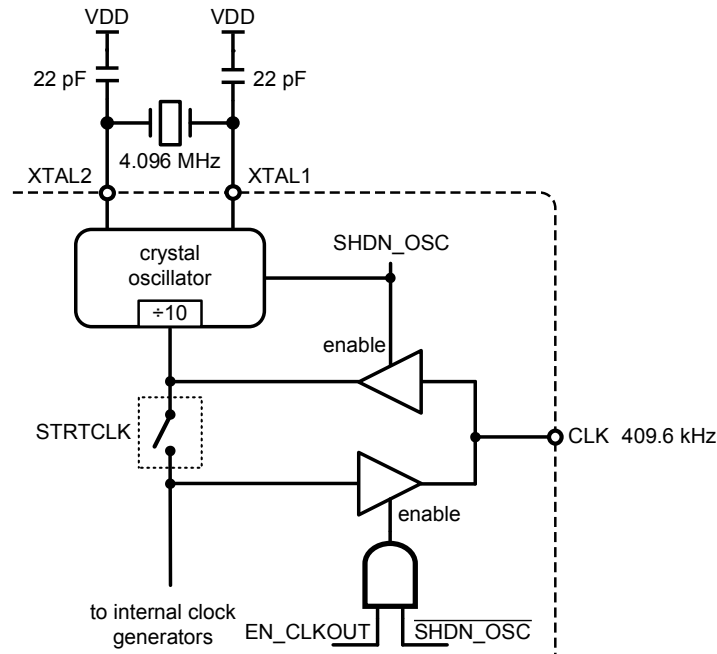 VDD VDD
22 pF 22 pF
4.096 MHz
XTAL2 XTAL1
crystal
oscillator
÷10
SHDN_OSC
enable
STRTCLK
CLK 409.6 kHz
enable
to internal clock
generators
EN_CLKOUT SHDN_OSC